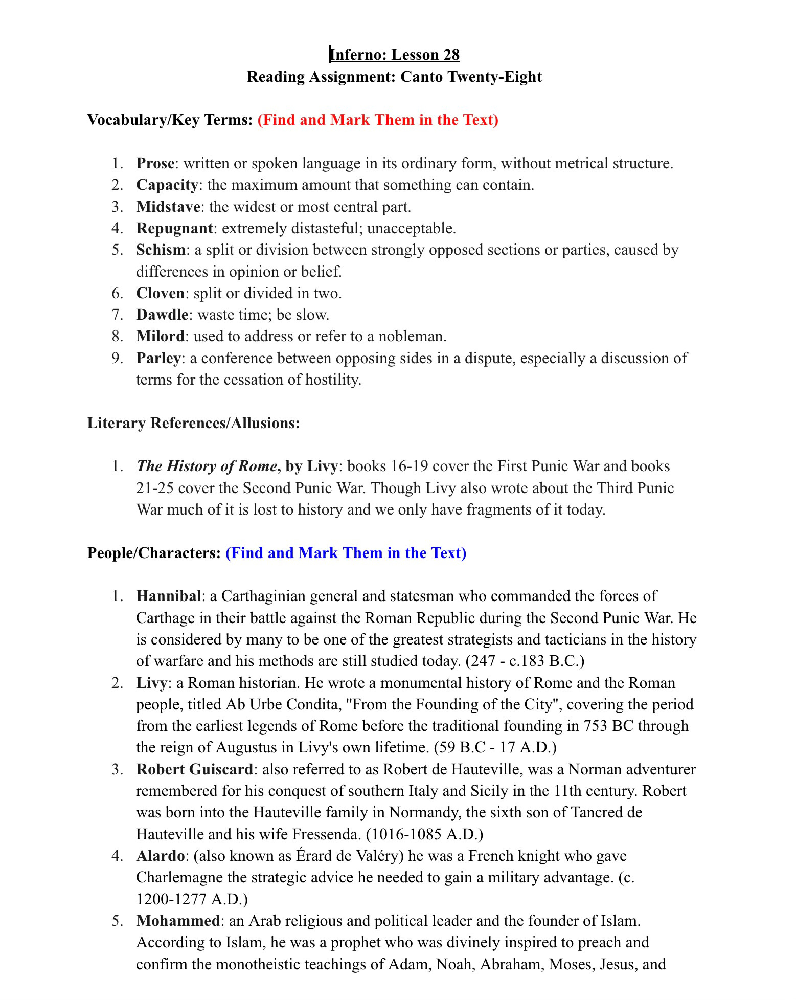 Inferno: Lesson 28
Reading Assignment: Canto Twenty-Eight
Vocabulary/Key Terms: (Find and Mark Them in the Text)
1. Prose: written or spoken language in its ordinary form, without metrical structure.
2. Capacity: the maximum amount that something can contain.
3. Midstave: the widest or most central part.
4. Repugnant: extremely distasteful; unacceptable.
5. Schism: a split or division between strongly opposed sections or parties, caused by
differences in opinion or belief.
6. Cloven: split or divided in two.
7. Dawdle: waste time; be slow.
8. Milord: used to address or refer to a nobleman.
9. Parley: a conference between opposing sides in a dispute, especially a discussion of
terms for the cessation of hostility.
Literary References/Allusions:
1. The History of Rome, by Livy: books 16-19 cover the First Punic War and books
21-25 cover the Second Punic War. Though Livy also wrote about the Third Punic
War much of it is lost to history and we only have fragments of it today.
People/Characters: (Find and Mark Them in the Text)
1. Hannibal: a Carthaginian general and statesman who commanded the forces of
Carthage in their battle against the Roman Republic during the Second Punic War. He
is considered by many to be one of the greatest strategists and tacticians in the history
of warfare and his methods are still studied today. (247 - c.183 B.C.)
2. Livy: a Roman historian. He wrote a monumental history of Rome and the Roman
people, titled Ab Urbe Condita, "From the Founding of the City", covering the period
from the earliest legends of Rome before the traditional founding in 753 BC through
the reign of Augustus in Livy's own lifetime. (59 B.C - 17 A.D.)
3. Robert Guiscard: also referred to as Robert de Hauteville, was a Norman adventurer
remembered for his conquest of southern Italy and Sicily in the 11th century. Robert
was born into the Hauteville family in Normandy, the sixth son of Tancred de
Hauteville and his wife Fressenda. (1016-1085 A.D.)
4. Alardo: (also known as Érard de Valéry) he was a French knight who gave
Charlemagne the strategic advice he needed to gain a military advantage. (c.
1200-1277 A.D.)
5. Mohammed: an Arab religious and political leader and the founder of Islam.
According to Islam, he was a prophet who was divinely inspired to preach and
confirm the monotheistic teachings of Adam, Noah, Abraham, Moses, Jesus, and